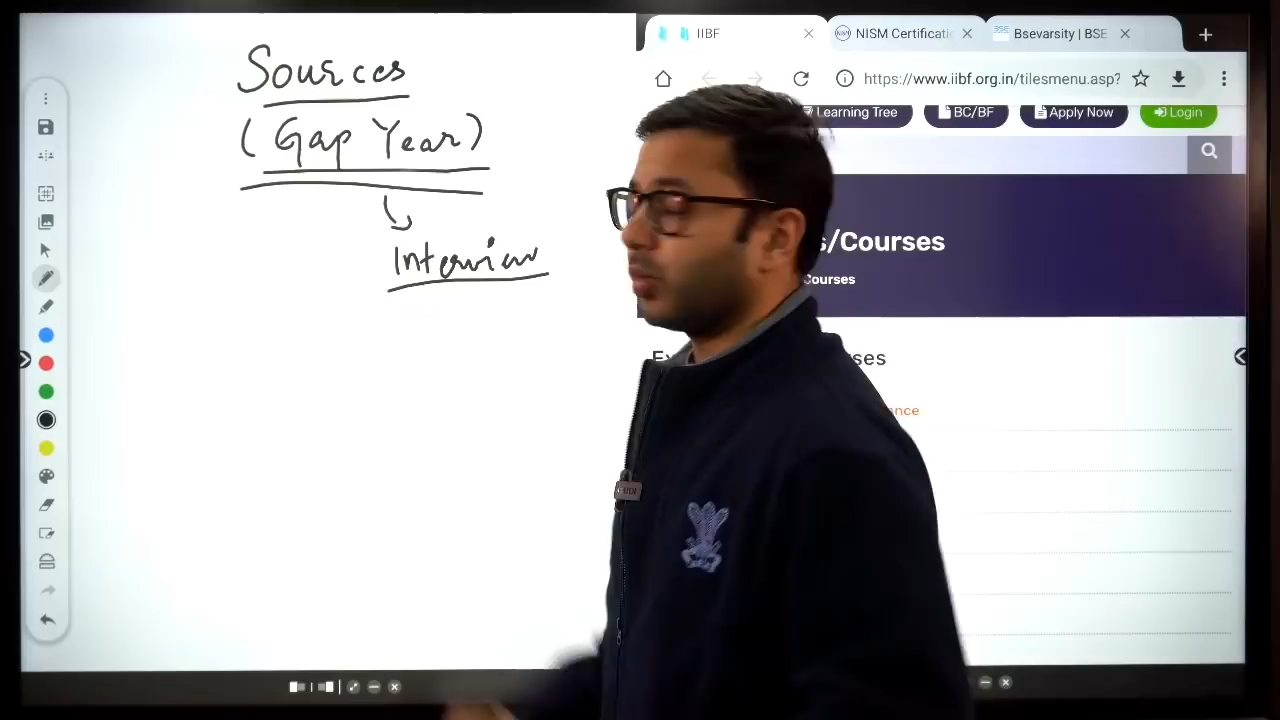 Sources
(Gap Year)
Interview
IIBF
NISM Certificati
Bsevarsity | BSE
https://www.iibf.org.in/tilesmenu.asp?
Learning Tree
BC/BF
Apply Now
Login
s/Courses
Courses
ses
ance